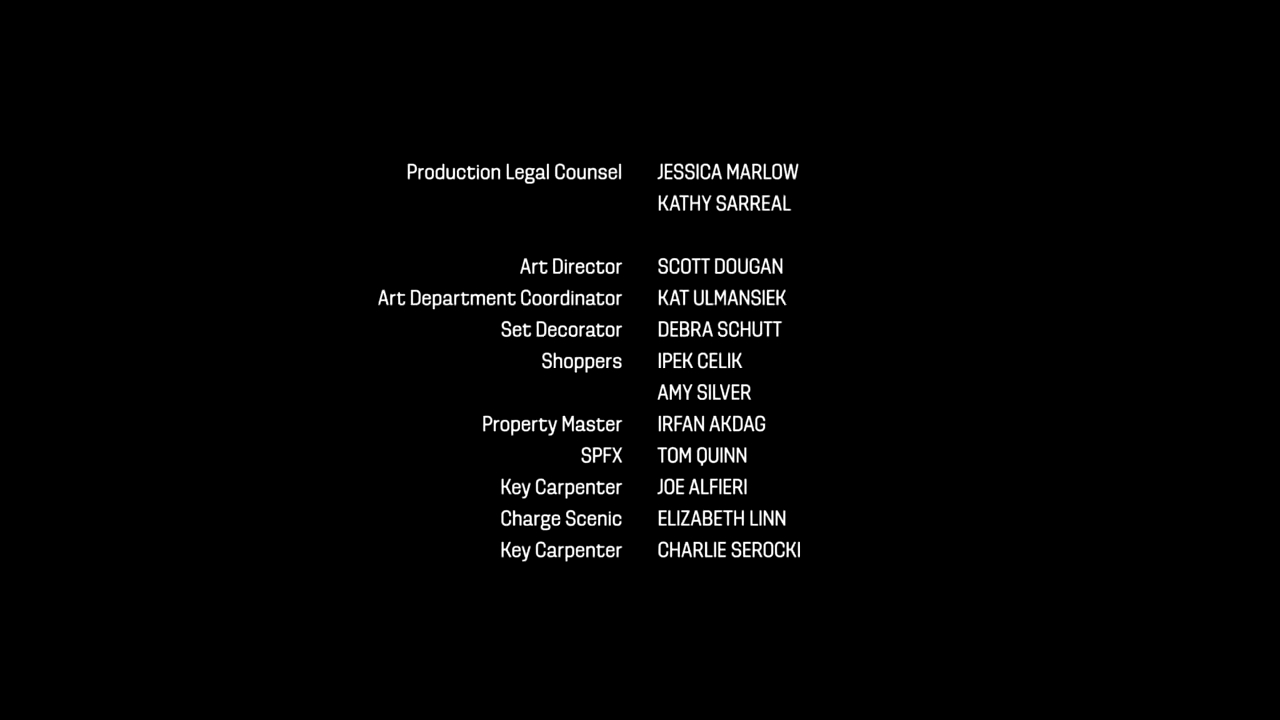 Production Legal Counsel JESSICA MARLOW
KATHY SARREAL
Art Director SCOTT DOUGAN
Art Department Coordinator KAT ULMANSIEK
Set Decorator DEBRA SCHUTT
Shoppers IPEK CELIK
AMY SILVER
Property Master IRFAN AKDAG
SPFX TOM QUINN
Key Carpenter JOE ALFIERI
Charge Scenic ELIZABETH LINN
Key Carpenter CHARLIE SEROCKI